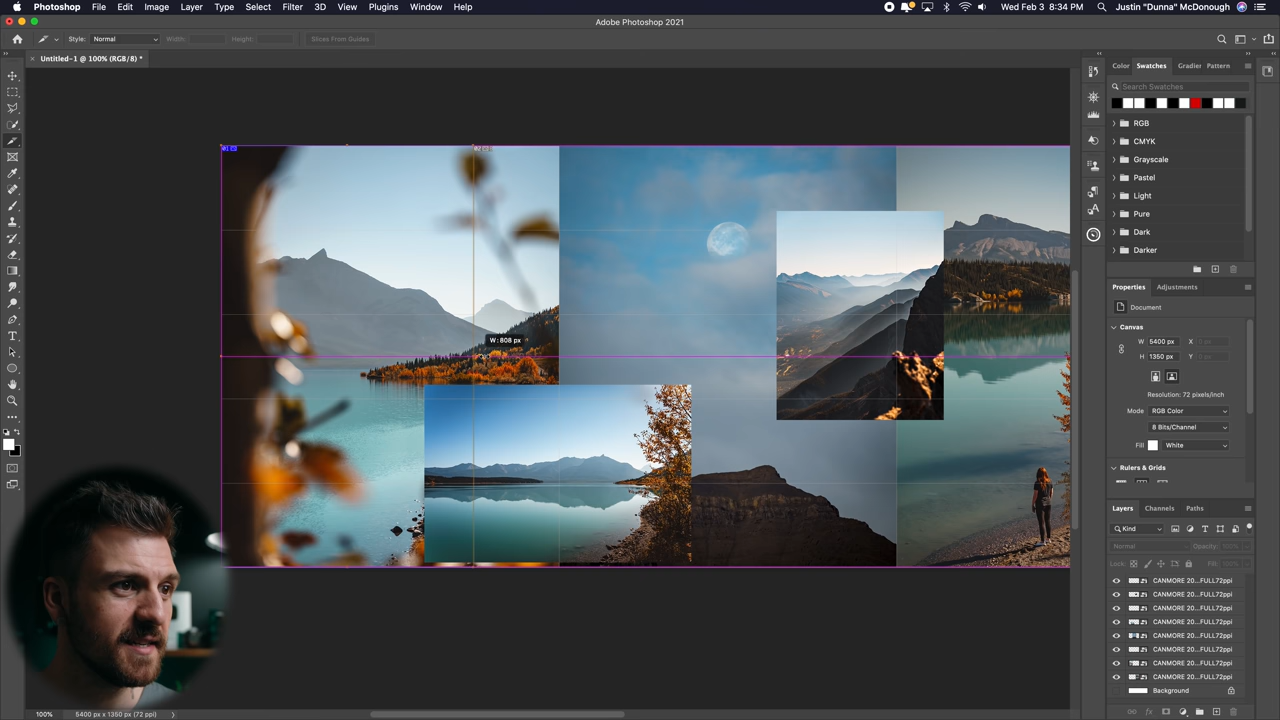 Photoshop File Edit Image Layer Type Select Filter 3D View Plugins Window Help Wed Feb 3 8:34 PM Justin "Dunna" McDonough
Adobe Photoshop 2021
Style: Normal Width: Height: Slices From Guides
× Untitled-1 @ 100% (RGB/8) *
Color Swatches Gradier Pattern
Search Swatches
RGB
CMYK
Grayscale
Pastel
Light
Pure
Dark
Darker
W: 808 px
Properties Adjustments
Document
Canvas
W 5400 px X 0 px
H 1350 px Y 0 px
Resolution: 72 pixels/inch
Mode RGB Color
8 Bits/Channel
Fill White
Rulers & Grids
Layers Channels Paths
Kind
Normal Opacity: 100%
Lock: Fill: 100%
CANMORE 20...FULL72ppi
CANMORE 20...FULL72ppi
CANMORE 20...FULL72ppi
CANMORE 20...FULL72ppi
CANMORE 20...FULL72ppi
CANMORE 20...FULL72ppi
CANMORE 20...FULL72ppi
CANMORE 20...FULL72ppi
Background
100% 5400 px x 1350 px (72 ppi)